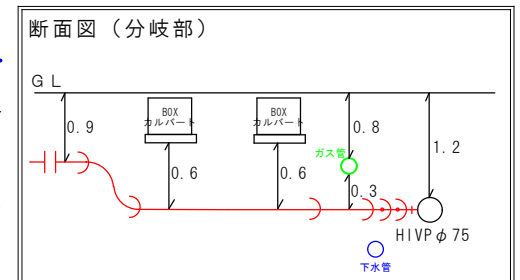 断面図（分岐部）
ＧＬ
BOX
カルバート
BOX
カルバート
0.9
0.8
ガス管
1.2
0.6
0.6
0.3
HIVPφ75
下水管